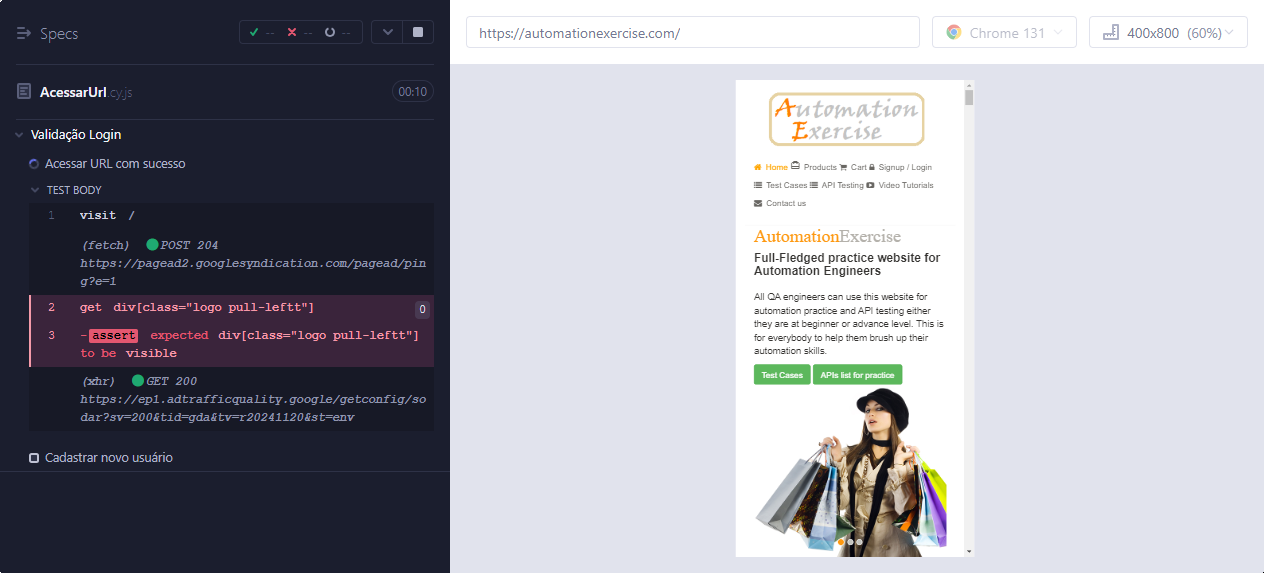 Specs
-- -- --
AcessarUrl.cy.js
00:10
Validação Login
Acessar URL com sucesso
TEST BODY
1 visit /
(fetch) POST 204
https://pagead2.googlesyndication.com/pagead/pin
g?e=1
2 get div[class="logo pull-leftt"] 0
3 -assert expected div[class="logo pull-leftt"]
to be visible
(xhr) GET 200
https://ep1.adtrafficquality.google/getconfig/so
dar?sv=200&tid=gda&tv=r20241120&st=env
Cadastrar novo usuário
https://automationexercise.com/
Chrome 131
400x800 (60%)
Automation
Exercise
Home Products Cart Signup / Login
Test Cases API Testing Video Tutorials
Contact us
AutomationExercise
Full-Fledged practice website for
Automation Engineers
All QA engineers can use this website for
automation practice and API testing either
they are at beginner or advance level. This is
for everybody to help them brush up their
automation skills.
Test Cases
APIs list for practice